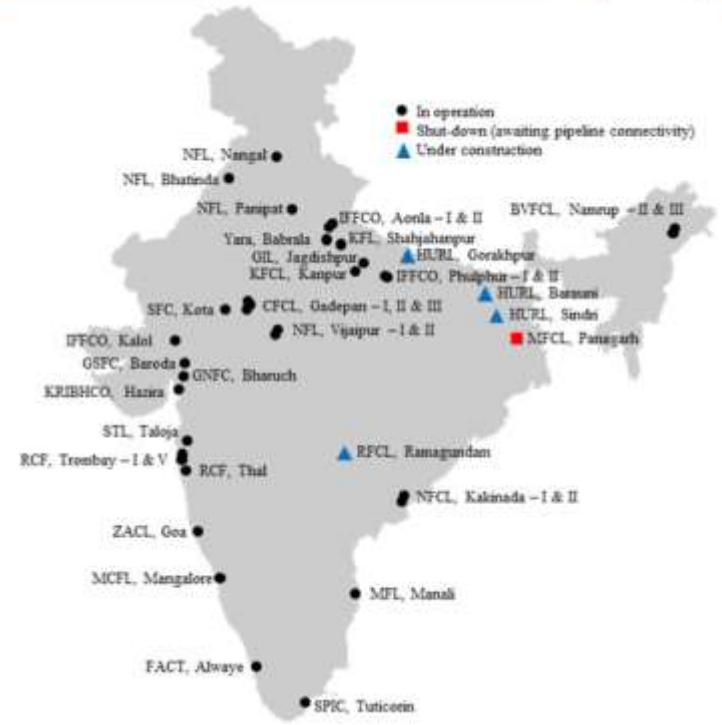 In operation
Shut-down (awaiting pipeline connectivity)
Under construction
NFL, Nangal
NFL, Bhatinda
NFL, Panipat
IFFCO, Aonla – I & II
BVFCL, Namrup – II & III
Yara, Babrala
KFL, Shahjahanpur
GIL, Jagdishpur
HURL, Gorakhpur
KFCL, Kanpur
IFFCO, Phulphur – I & II
HURL, Barauni
SFC, Kota
CFCL, Gadepan – I, II & III
HURL, Sindri
NFL, Vijaipur – I & II
MFCL, Panagarh
IFFCO, Kalol
GSFC, Baroda
GNFC, Bharuch
KRIBHCO, Hazira
STL, Taloja
RCF, Trombay – I & V
RCF, Thal
RFCL, Ramagundam
NFCL, Kakinada – I & II
ZACL, Goa
MCFL, Mangalore
MFL, Manali
FACT, Alwaye
SPIC, Tuticorin